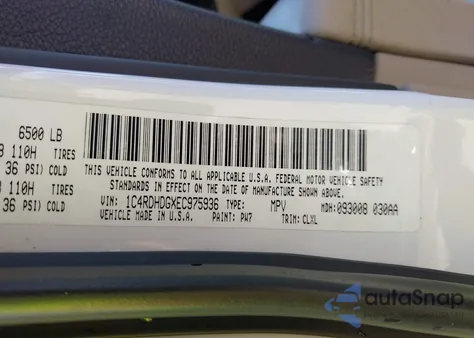 6500 LB
110H TIRES
36 PSI) COLD
110H TIRES
36 PSI) COLD
THIS VEHICLE CONFORMS TO ALL APPLICABLE U.S.A. FEDERAL MOTOR VEHICLE SAFETY
STANDARDS IN EFFECT ON THE DATE OF MANUFACTURE SHOWN ABOVE.
VIN: 1C4RDHDGXEC975936 TYPE: MPV MDH:093008 030AA
VEHICLE MADE IN U.S.A. PAINT: PW7 TRIM: CLXL
autoSnap